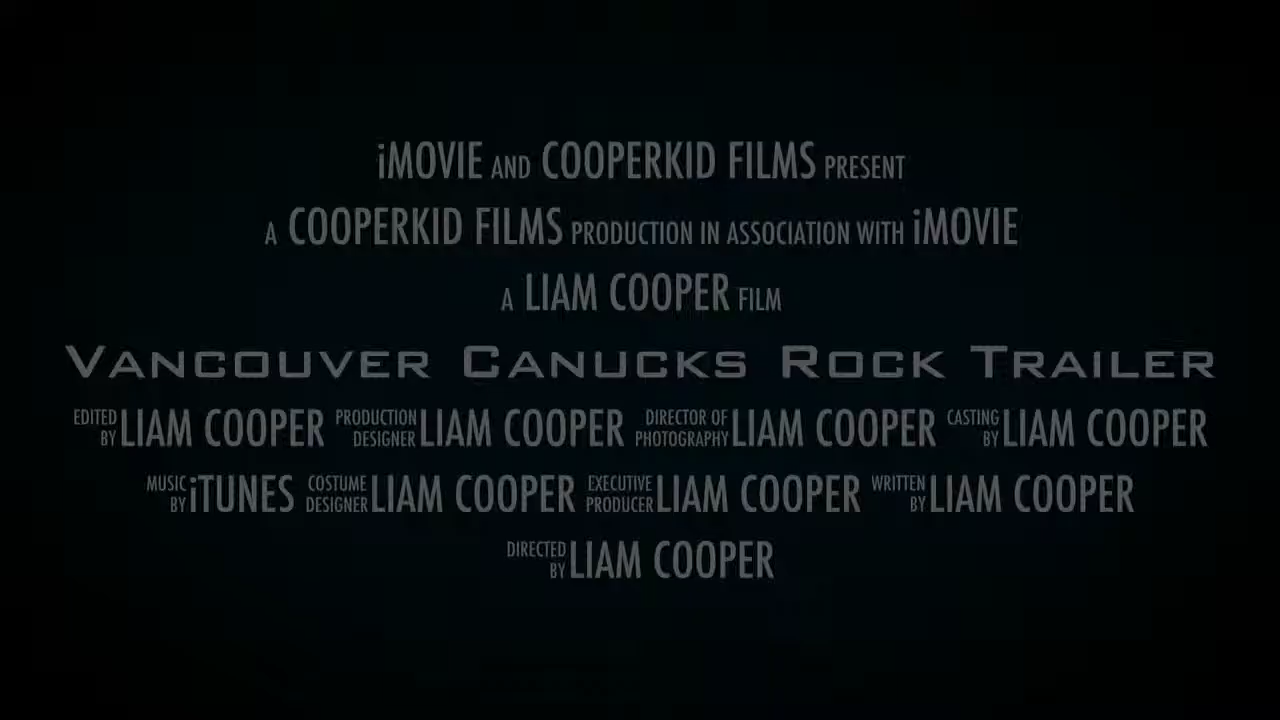 iMOVIE AND COOPERKID FILMS PRESENT
A COOPERKID FILMS PRODUCTION IN ASSOCIATION WITH iMOVIE
A LIAM COOPER FILM
VANCOUVER CANUCKS ROCK TRAILER
EDITED BY LIAM COOPER PRODUCTION DESIGNER LIAM COOPER DIRECTOR OF PHOTOGRAPHY LIAM COOPER CASTING BY LIAM COOPER
MUSIC BY iTUNES COSTUME DESIGNER LIAM COOPER EXECUTIVE PRODUCER LIAM COOPER WRITTEN BY LIAM COOPER
DIRECTED BY LIAM COOPER